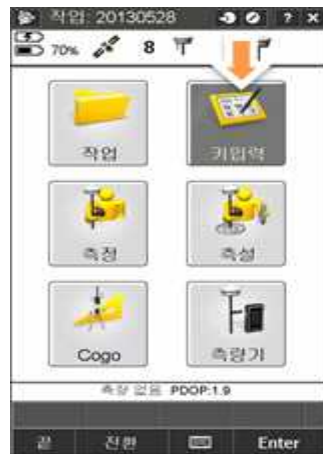 작업: 20130528 ? ×
70% 8
작업 키입력
측정 측설
Cogo 측량기
측량 없음 PDOP:1.9
끝 전환 Enter